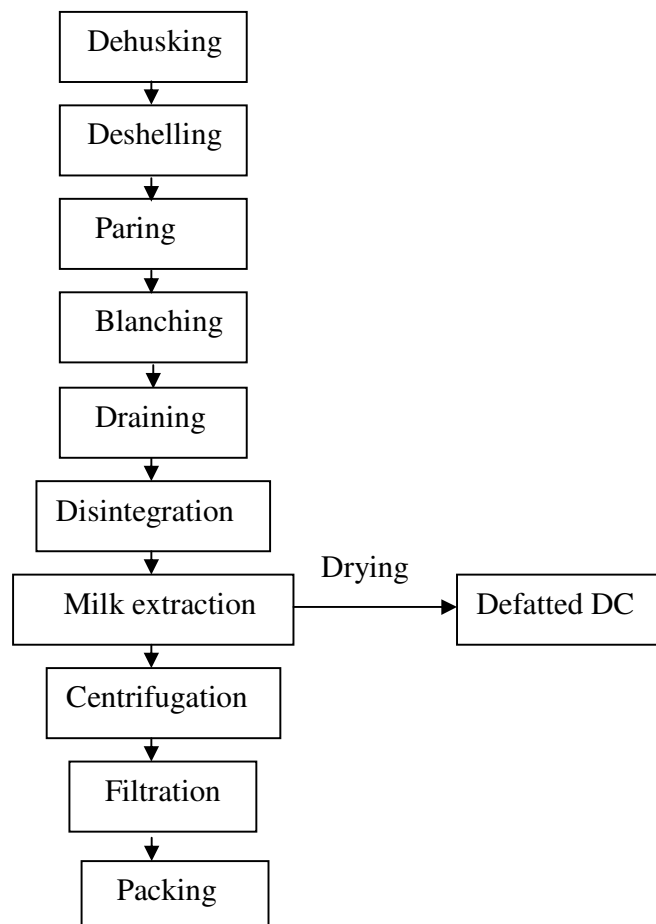 Dehusking
Deshelling
Paring
Blanching
Draining
Disintegration
Drying
Milk extraction
Defatted DC
Centrifugation
Filtration
Packing